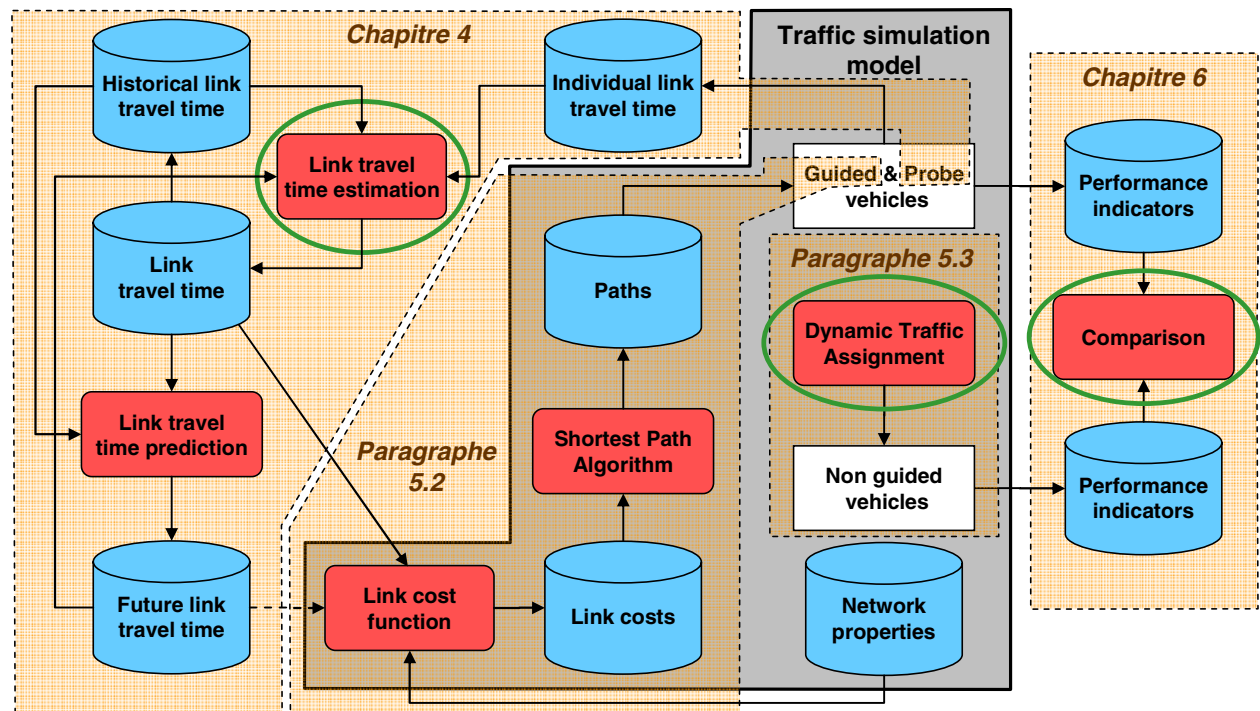 Chapitre 4
Historical link
travel time
Individual link
travel time
Traffic simulation
model
Chapitre 6
Link travel
time estimation
Guided & Probe
vehicles
Performance
indicators
Link
travel time
Paths
Paragraphe 5.3
Dynamic Traffic
Assignment
Comparison
Link travel
time prediction
Paragraphe
5.2
Shortest Path
Algorithm
Non guided
vehicles
Performance
indicators
Future link
travel time
Link cost
function
Link costs
Network
properties